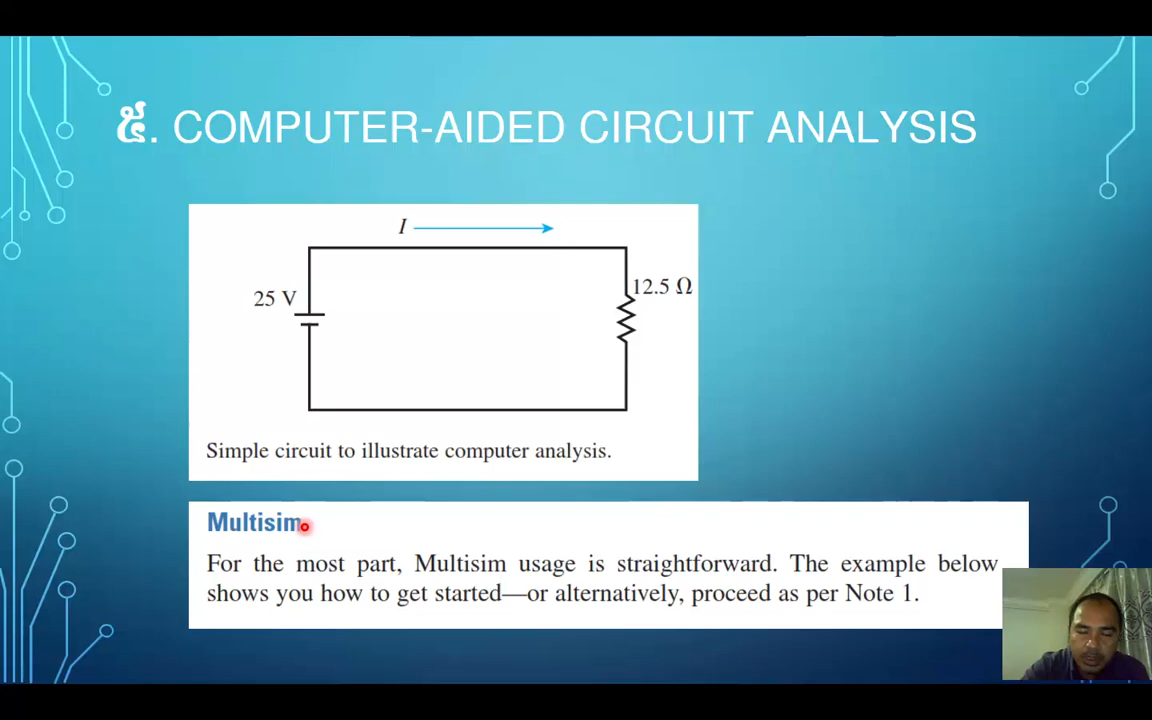 ៥. COMPUTER-AIDED CIRCUIT ANALYSIS
I
25 V
12.5 Ω
Simple circuit to illustrate computer analysis.
Multisim
For the most part, Multisim usage is straightforward. The example below
shows you how to get started—or alternatively, proceed as per Note 1.